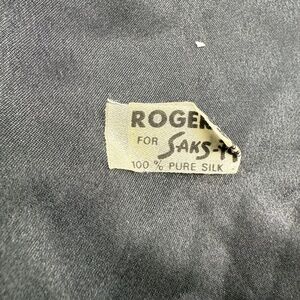 ROGER
FOR SAKS-
100 % PURE SILK